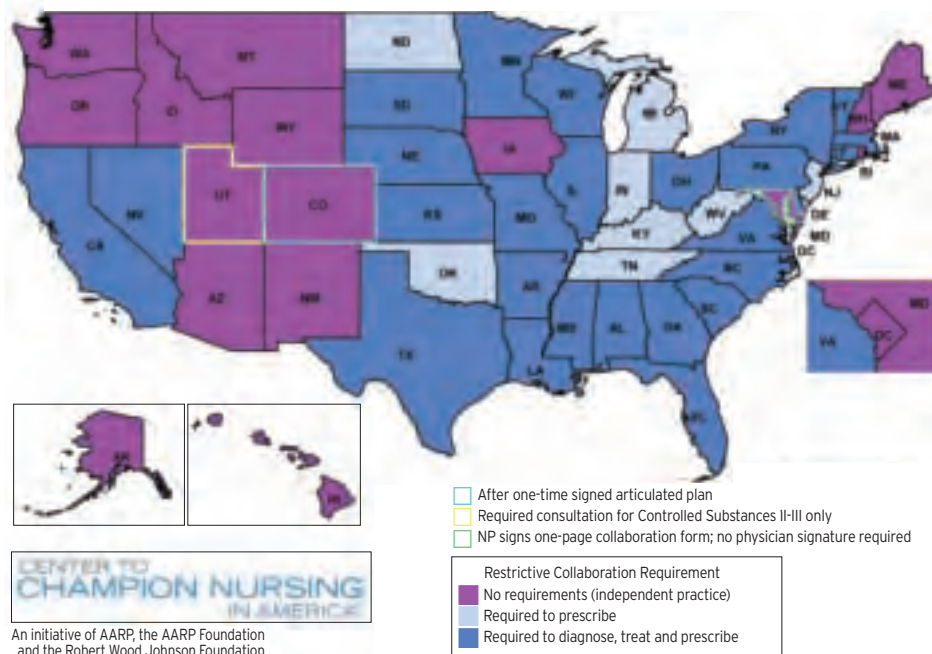 WA
MT
ND
MN
OR
ID
WY
SD
WI
MI
ME
VT
NH
NY
MA
RI
NV
UT
CO
NE
IA
IL
IN
OH
PA
NJ
CA
KS
MO
KY
WV
VA
DE
MD
DC
AZ
NM
OK
AR
TN
NC
SC
TX
LA
MS
AL
GA
FL
VA
DC
MD
AK
HI
After one-time signed articulated plan
Required consultation for Controlled Substances II-III only
NP signs one-page collaboration form; no physician signature required
Restrictive Collaboration Requirement
No requirements (independent practice)
Required to prescribe
Required to diagnose, treat and prescribe
CENTER TO
CHAMPION NURSING
IN AMERICA
An initiative of AARP, the AARP Foundation
and the Robert Wood Johnson Foundation